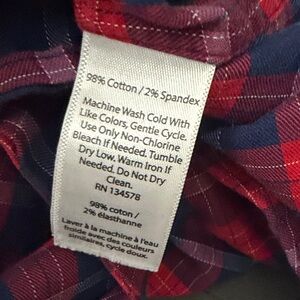 98% Cotton / 2% Spandex
Machine Wash Cold With
Like Colors, Gentle Cycle.
Use Only Non-Chlorine
Bleach If Needed. Tumble
Dry Low. Warm Iron If
Needed. Do Not Dry
Clean.
RN 134578
98% coton /
2% élasthanne
Laver à la machine à l'eau
froide avec des couleurs
similaires, cycle doux.